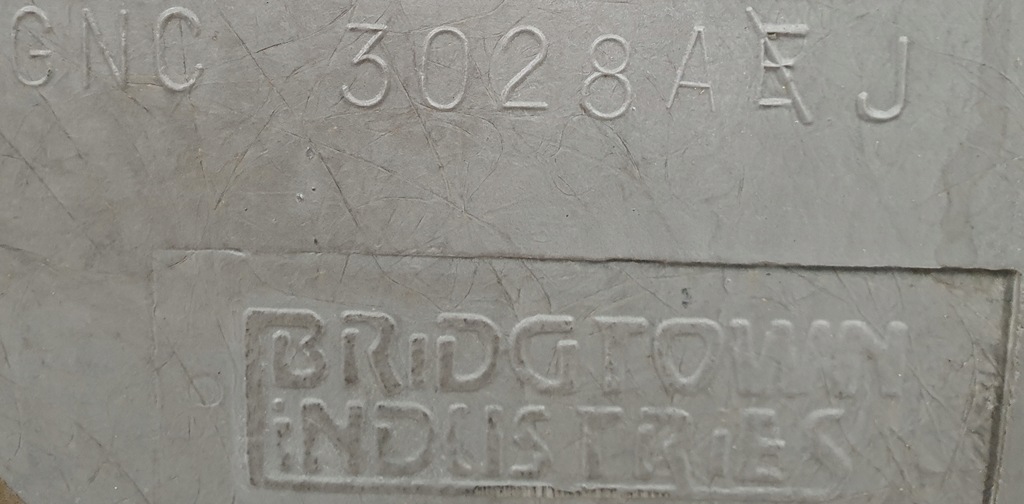 GNC 3028A J
BRiDGTOWN
iNDUSTRiES